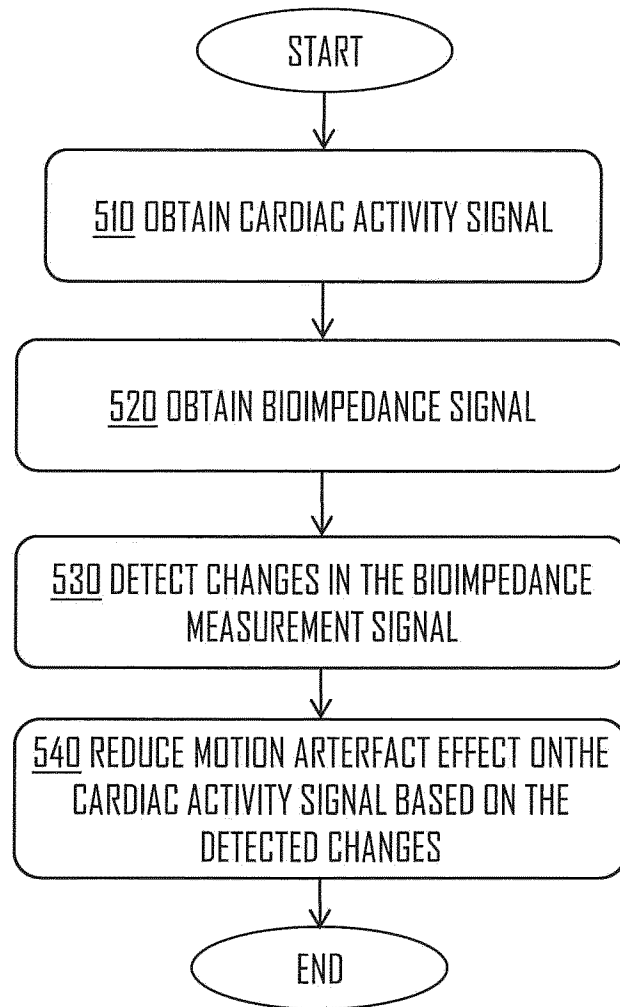 START
510 OBTAIN CARDIAC ACTIVITY SIGNAL
520 OBTAIN BIOIMPEDANCE SIGNAL
530 DETECT CHANGES IN THE BIOIMPEDANCE
MEASUREMENT SIGNAL
540 REDUCE MOTION ARTERFACT EFFECT ONTHE
CARDIAC ACTIVITY SIGNAL BASED ON THE
DETECTED CHANGES
END